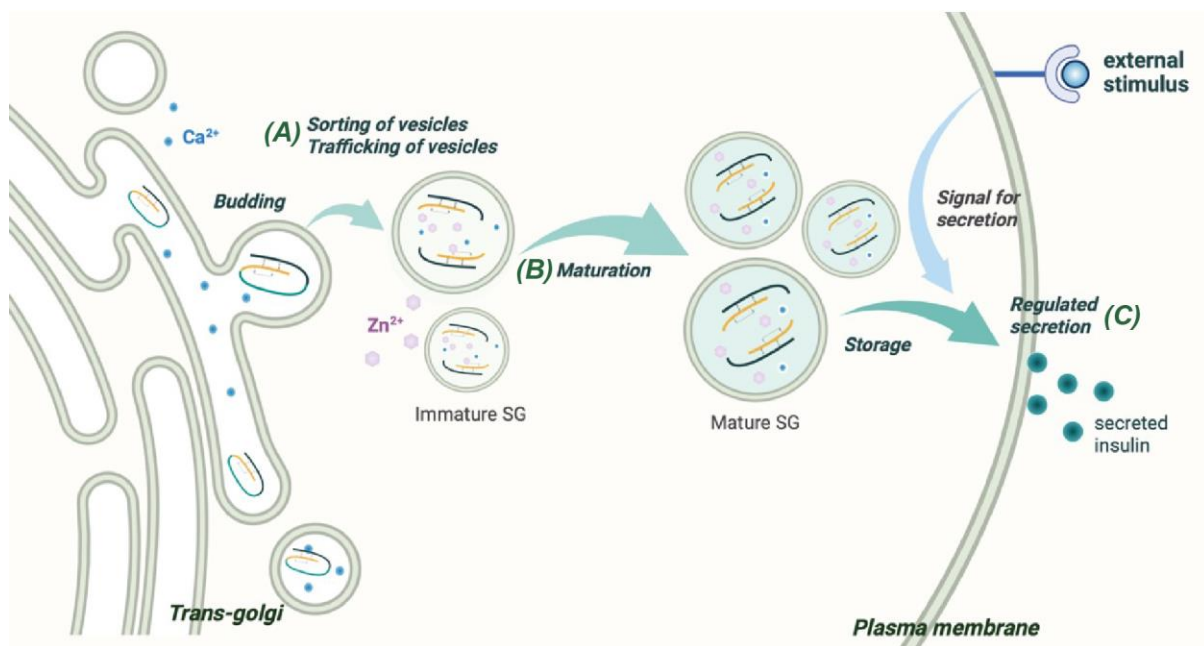 external
stimulus
Ca²⁺
(A) Sorting of vesicles
Trafficking of vesicles
Budding
Signal for
secretion
(B) Maturation
Zn²⁺
Regulated
secretion (C)
Storage
Immature SG
Mature SG
secreted
insulin
Trans-golgi
Plasma membrane